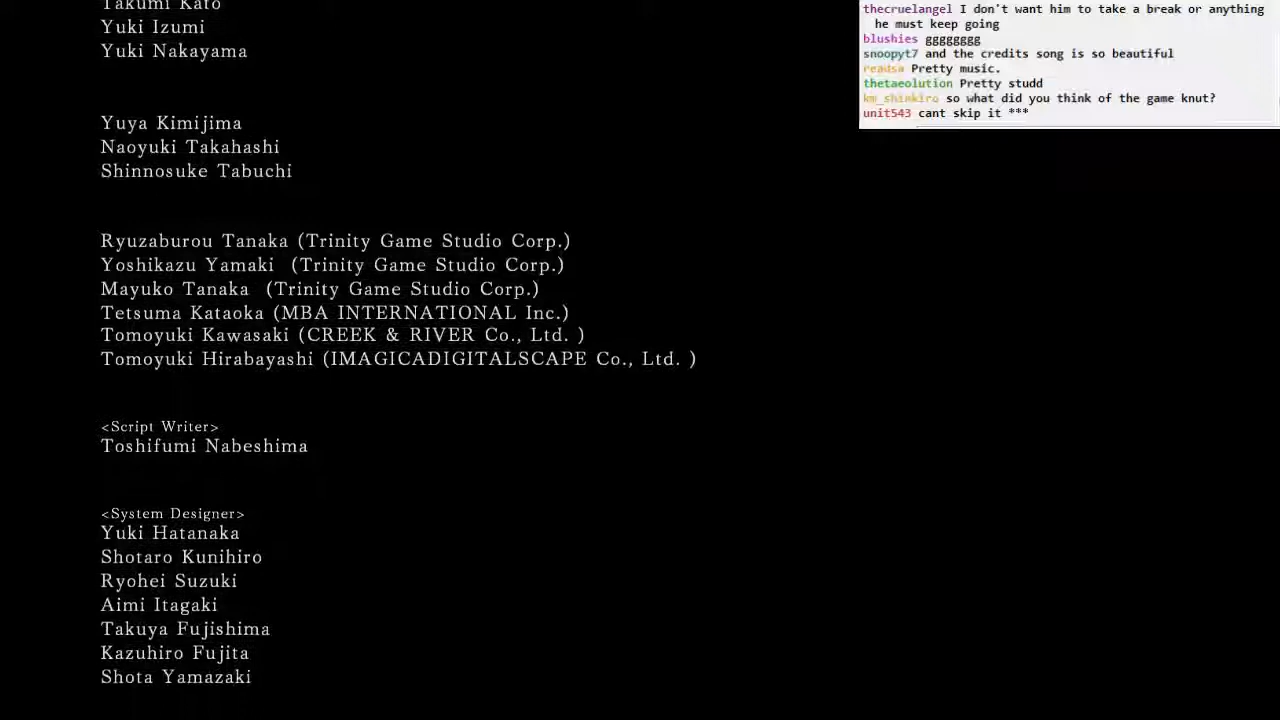 Takumi Kato
Yuki Izumi
Yuki Nakayama
Yuya Kimijima
Naoyuki Takahashi
Shinnosuke Tabuchi
Ryuzaburou Tanaka (Trinity Game Studio Corp.)
Yoshikazu Yamaki (Trinity Game Studio Corp.)
Mayuko Tanaka (Trinity Game Studio Corp.)
Tetsuma Kataoka (MBA INTERNATIONAL Inc.)
Tomoyuki Kawasaki (CREEK & RIVER Co., Ltd. )
Tomoyuki Hirabayashi (IMAGICADIGITALSCAPE Co., Ltd. )
<Script Writer>
Toshifumi Nabeshima
<System Designer>
Yuki Hatanaka
Shotaro Kunihiro
Ryohei Suzuki
Aimi Itagaki
Takuya Fujishima
Kazuhiro Fujita
Shota Yamazaki
thecruelangel I don't want him to take a break or anything
he must keep going
blushies gggggggg
snoopyt7 and the credits song is so beautiful
readsa Pretty music.
thetaeolution Pretty studd
km_shinkiro so what did you think of the game knut?
unit543 cant skip it ***